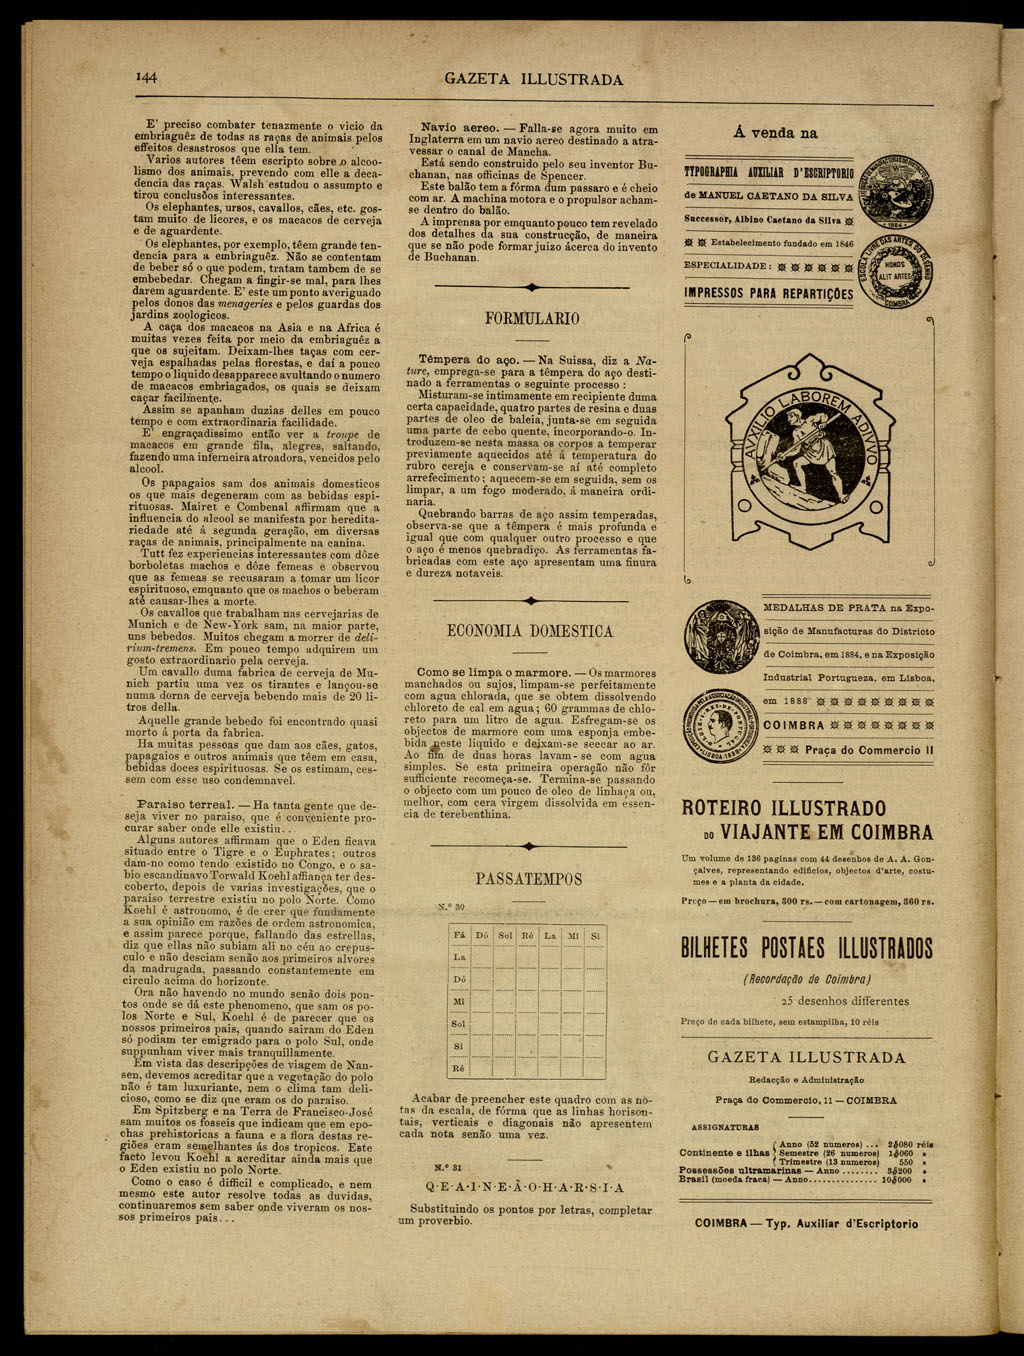 144
GAZETA ILLUSTRADA
E' preciso combater tenazmente o vicio da
embriaguêz de todas as raças de animais pelos
effeitos desastrosos que ella tem.
Varios autores têem escripto sobre o alcoo-
lismo dos animais, prevendo com elle a deca-
dencia das raças. Walsh estudou o assumpto e
tirou conclusões interessantes.
Os elephantes, ursos, cavallos, cães, etc. gos-
tam muito de licores, e os macacos de cerveja
e de aguardente.
Os elephantes, por exemplo, têem grande ten-
dencia para a embriaguêz. Não se contentam
de beber só o que podem, tratam tambem de se
embebedar. Chegam a fingir-se mal, para lhes
darem aguardente. E' este um ponto averiguado
pelos donos das menageries e pelos guardas dos
jardins zoologicos.
A caça dos macacos na Asia e na Africa é
muitas vezes feita por meio da embriaguêz a
que os sujeitam. Deixam-lhes taças com cer-
veja espalhadas pelas florestas, e daí a pouco
tempo o liquido desapparece avultando o numero
de macacos embriagados, os quais se deixam
caçar facilmente.
Assim se apanham duzias delles em pouco
tempo e com extraordinaria facilidade.
E' engraçadissimo então ver a troupe de
macacos em grande fila, alegres, saltando,
fazendo uma inferneira atroadora, vencidos pelo
alcool.
Os papagaios sam dos animais domesticos
os que mais degeneram com as bebidas espi-
rituosas. Mairet e Combenal affirmam que a
influencia do alcool se manifesta por heredita-
riedade até á segunda geração, em diversas
raças de animais, principalmente na canina.
Tutt fez experiencias interessantes com dôze
borboletas machos e dôze femeas e observou
que as femeas se recusaram a tomar um licor
espirituoso, emquanto que os machos o beberam
até causar-lhes a morte.
Os cavallos que trabalham nas cervejarias de
Munich e de New-York sam, na maior parte,
uns bebedos. Muitos chegam a morrer de deli-
rium-tremens. Em pouco tempo adquirem um
gosto extraordinario pela cerveja.
Um cavallo duma fabrica de cerveja de Mu-
nich partiu uma vez os tirantes e lançou-se
numa dorna de cerveja bebendo mais de 20 li-
tros della.
Aquelle grande bebedo foi encontrado quasi
morto á porta da fabrica.
Ha muitas pessoas que dam aos cães, gatos,
papagaios e outros animais que têem em casa,
bebidas doces espirituosas. Se os estimam, ces-
sem com esse uso condemnavel.
Paraiso terreal. — Ha tanta gente que de-
seja viver no paraiso, que é conveniente pro-
curar saber onde elle existiu..
Alguns autores affirmam que o Eden ficava
situado entre o Tigre e o Euphrates; outros
dam-no como tendo existido no Congo, e o sa-
bio escandinavo Torwald Koehl affiança ter des-
coberto, depois de varias investigações, que o
paraiso terrestre existiu no polo Norte. Como
Koehl é astronomo, é de crer que fundamente
a sua opinião em razões de ordem astronomica,
e assim parece porque, fallando das estrellas,
diz que ellas não subiam ali no céu ao crepus-
culo e não desciam senão aos primeiros alvores
da madrugada, passando constantemente em
circulo acima do horizonte.
Ora não havendo no mundo senão dois pon-
tos onde se dá este phenomeno, que sam os po-
los Norte e Sul, Koehl é de parecer que os
nossos primeiros pais, quando sairam do Eden
só podiam ter emigrado para o polo Sul, onde
suppunham viver mais tranquillamente.
Em vista das descripções de viagem de Nan-
sen, devemos acreditar que a vegetação do polo
não é tam luxuriante, nem o clima tam deli-
cioso, como se diz que eram os do paraiso.
Em Spitzberg e na Terra de Francisco-José
sam muitos os fosseis que indicam que em epo-
chas prehistoricas a fauna e a flora destas re-
giões eram semelhantes ás dos tropicos. Este
facto levou Koehl a acreditar ainda mais que
o Eden existiu no polo Norte.
Como o caso é difficil e complicado, e nem
mesmo este autor resolve todas as duvidas,
continuaremos sem saber onde viveram os nos-
sos primeiros pais...
Navio aereo. — Falla-se agora muito em
Inglaterra em um navio aereo destinado a atra-
vessar o canal de Mancha.
Está sendo construido pelo seu inventor Bu-
chanan, nas officinas de Spencer.
Este balão tem a fórma dum passaro e é cheio
com ar. A machina motora e o propulsor acham-
se dentro do balão.
A imprensa por emquanto pouco tem revelado
dos detalhes da sua construcção, de maneira
que se não pode formar juizo ácerca do invento
de Buchanan.
FORMULARIO
Têmpera do aço. — Na Suissa, diz a Na-
ture, emprega-se para a têmpera do aço desti-
nado a ferramentas o seguinte processo:
Misturam-se intimamente em recipiente duma
certa capacidade, quatro partes de resina e duas
partes de oleo de baleia, junta-se em seguida
uma parte de cebo quente, incorporando-o. In-
troduzem-se nesta massa os corpos a temperar
previamente aquecidos até á temperatura do
rubro cereja e conservam-se aí até completo
arrefecimento; aquecem-se em seguida, sem os
limpar, a um fogo moderado, á maneira ordi-
naria.
Quebrando barras de aço assim temperadas,
observa-se que a têmpera é mais profunda e
igual que com qualquer outro processo e que
o aço é menos quebradiço. As ferramentas fa-
bricadas com este aço apresentam uma finura
e dureza notaveis.
ECONOMIA DOMESTICA
Como se limpa o marmore. — Os marmores
manchados ou sujos, limpam-se perfeitamente
com agua chlorada, que se obtem dissolvendo
chloreto de cal em agua; 60 grammas de chlo-
reto para um litro de agua. Esfregam-se os
objectos de marmore com uma esponja embe-
bida neste liquido e deixam-se seccar ao ar.
Ao fim de duas horas lavam-se com agua
simples. Se esta primeira operação não fôr
sufficiente recomeça-se. Termina-se passando
o objecto com um pouco de oleo de linhaça ou,
melhor, com cera virgem dissolvida em essen-
cia de terebenthina.
PASSATEMPOS
N.º 30
Fá Dó Sol Ré La Mi Si
La
Dó
Mi
Sol
Si
Ré
Acabar de preencher este quadro com as no-
tas da escala, de fórma que as linhas horison-
tais, verticais e diagonais não apresentem
cada nota senão uma vez.
N.º 31
Q·E·A·I·N·E·Â·O·H·A·R·S·I·A
Substituindo os pontos por letras, completar
um proverbio.
Á venda na
TYPOGRAPHIA AUXILIAR D'ESCRIPTORIO
de MANUEL CAETANO DA SILVA
Successor, Albino Caetano da Silva
Estabelecimento fundado em 1846
ESPECIALIDADE:
IMPRESSOS PARA REPARTIÇÕES
1884
ESCOLA LIVRE DAS ARTES DO DESENHO
HONOS
ALIT ARTES
COIMBRA
AVXILIO LABOREM ADIVVO
MEDALHAS DE PRATA na Expo-
sição de Manufacturas do Districto
de Coimbra, em 1884, e na Exposição
Industrial Portugueza, em Lisboa,
em 1888
COIMBRA
Praça do Commercio 11
ROTEIRO ILLUSTRADO
DO VIAJANTE EM COIMBRA
Um volume de 136 paginas com 44 desenhos de A. A. Gon-
çalves, representando edificios, objectos d'arte, costu-
mes e a planta da cidade.
Preço — em brochura, 300 rs. — com cartonagem, 360 rs.
BILHETES POSTAES ILLUSTRADOS
(Recordação de Coimbra)
25 desenhos differentes
Preço de cada bilhete, sem estampilha, 10 réis
GAZETA ILLUSTRADA
Redacção e Administração
Praça do Commercio, 11 — COIMBRA
ASSIGNATURAS
Continente e ilhas { Anno (52 numeros)... 2$080 réis
Semestre (26 numeros) 1$060 »
Trimestre (13 numeros) 550 »
Possessões ultramarinas — Anno......... 3$200 »
Brasil (moeda fraca) — Anno............... 10$000 »
COIMBRA — Typ. Auxiliar d'Escriptorio